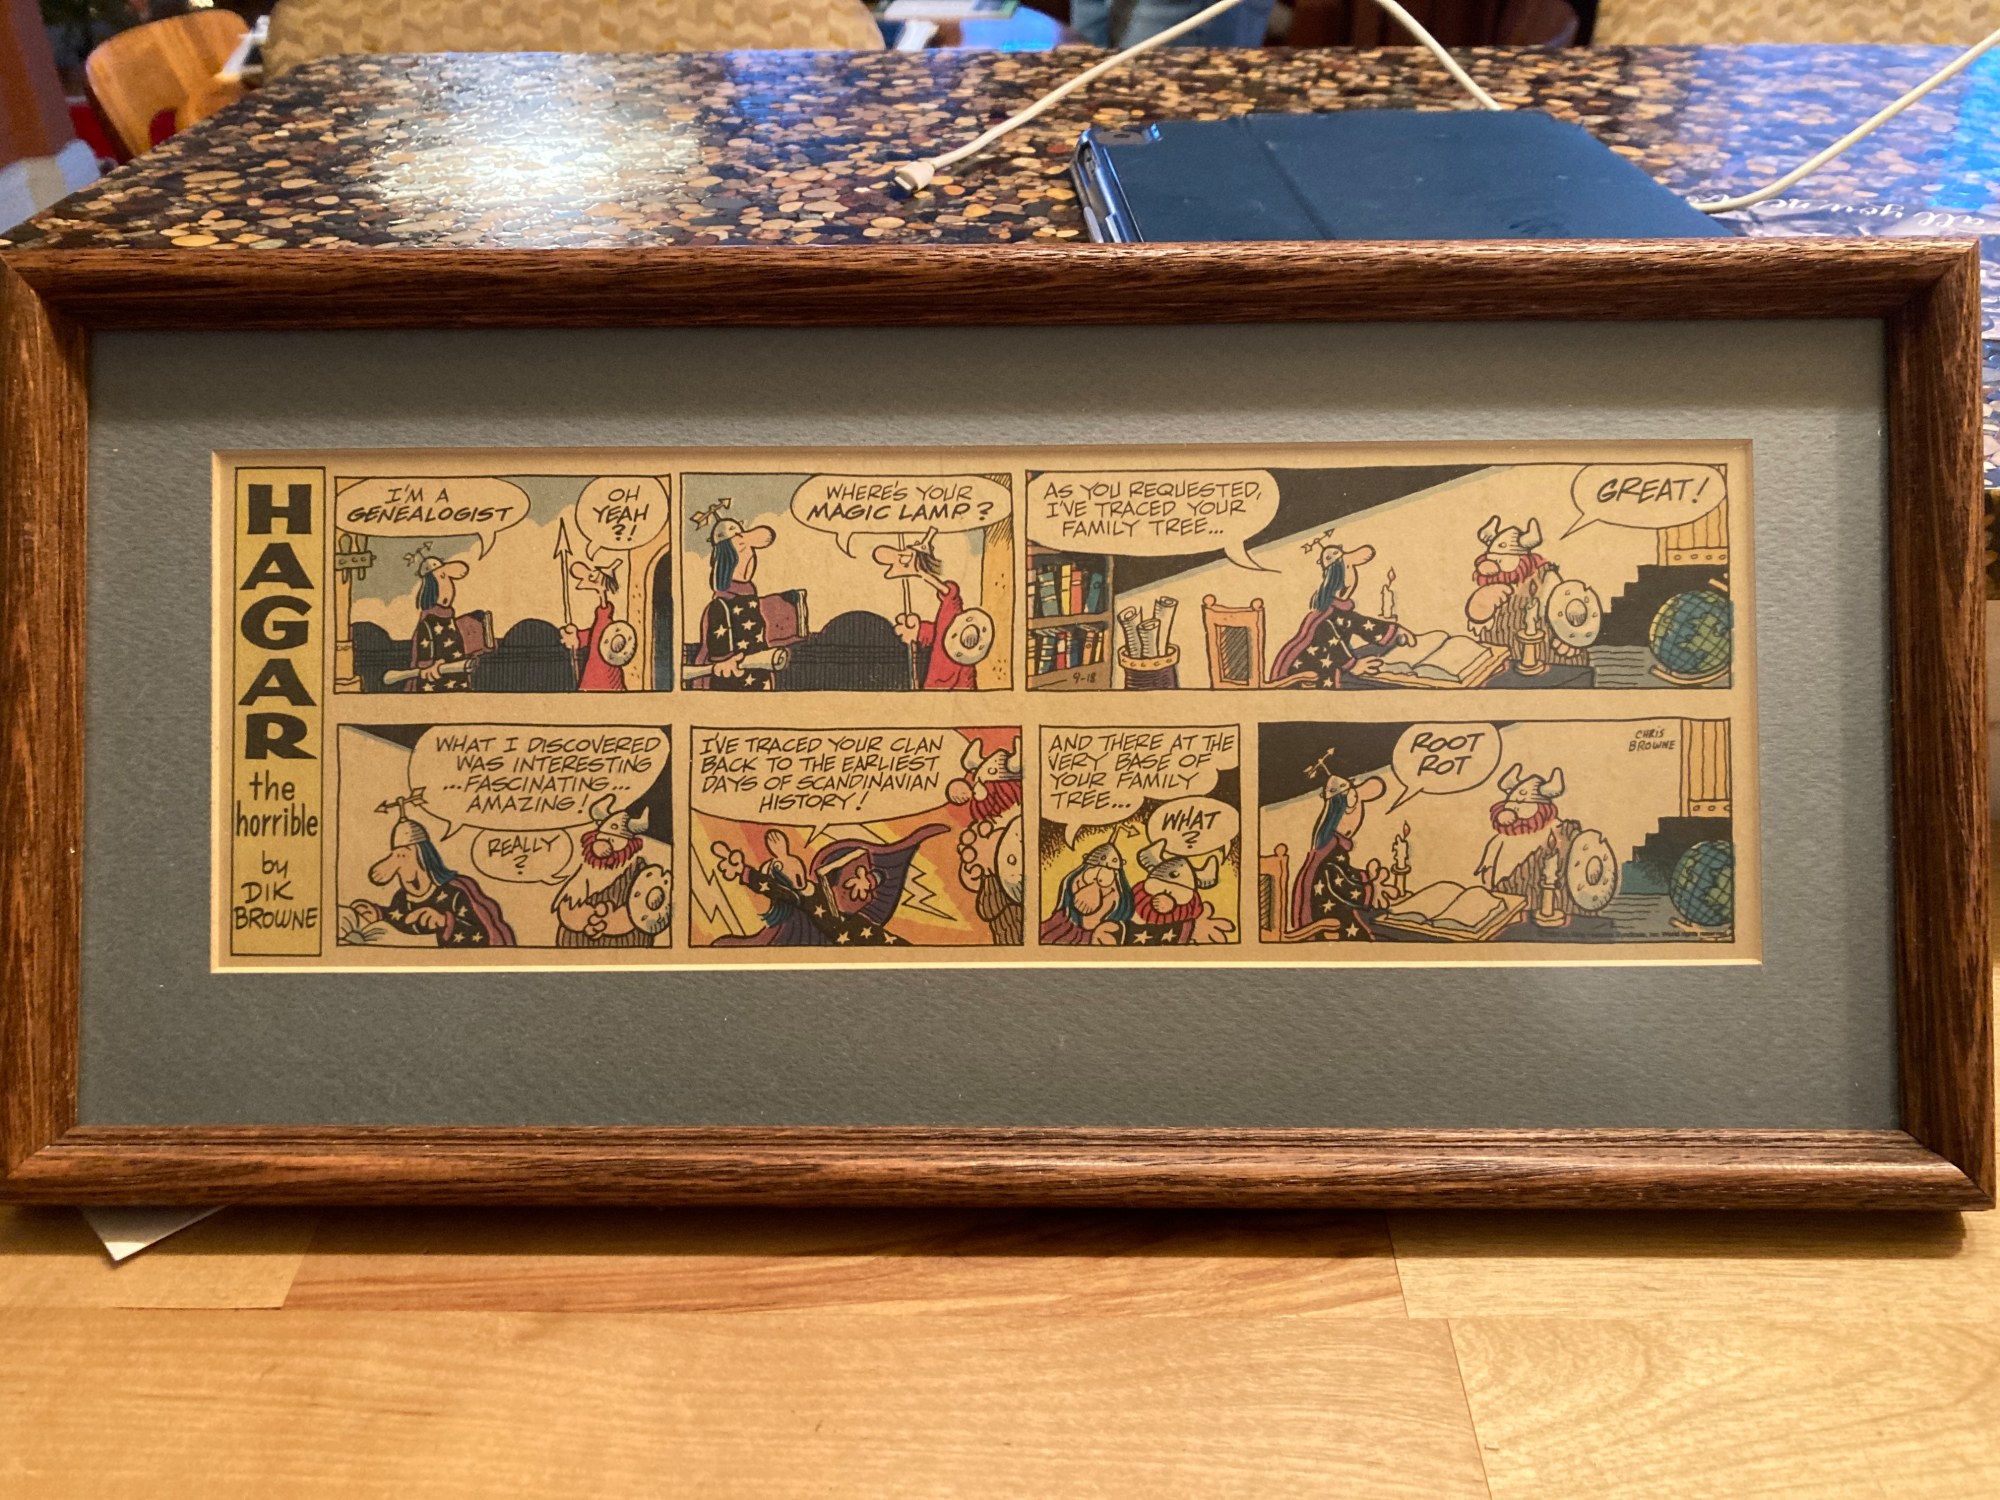 HAGAR
the
horrible
by
DIK
BROWNE
I'M A
GENEALOGIST
OH
YEAH
?!
WHERE'S YOUR
MAGIC LAMP?
AS YOU REQUESTED,
I'VE TRACED YOUR
FAMILY TREE...
GREAT!
9-18
WHAT I DISCOVERED
WAS INTERESTING
...FASCINATING...
AMAZING!
REALLY
?
I'VE TRACED YOUR CLAN
BACK TO THE EARLIEST
DAYS OF SCANDINAVIAN
HISTORY!
AND THERE AT THE
VERY BASE OF
YOUR FAMILY
TREE...
WHAT
?
ROOT
ROT
CHRIS
BROWNE
World rights reserved